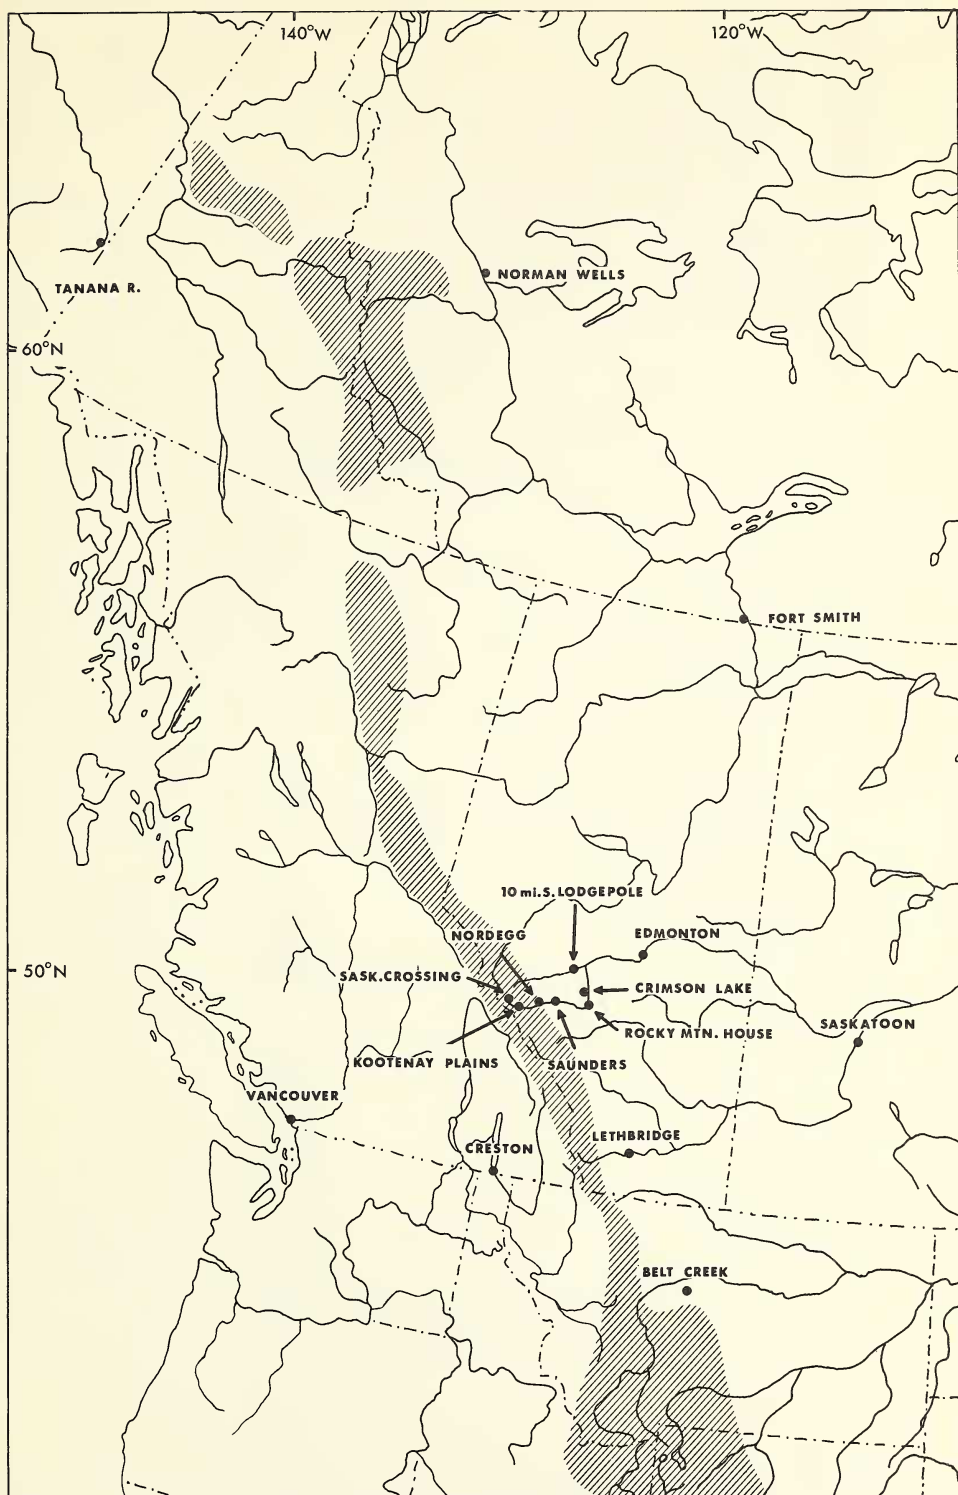 140°W
120°W
NORMAN WELLS
TANANA R.
60°N
FORT SMITH
10 mi. S. LODGEPOLE
NORDEGG
EDMONTON
50°N
SASK. CROSSING
CRIMSON LAKE
SASKATOON
ROCKY MTN. HOUSE
KOOTENAY PLAINS
SAUNDERS
VANCOUVER
LETHBRIDGE
CRESTON
BELT CREEK